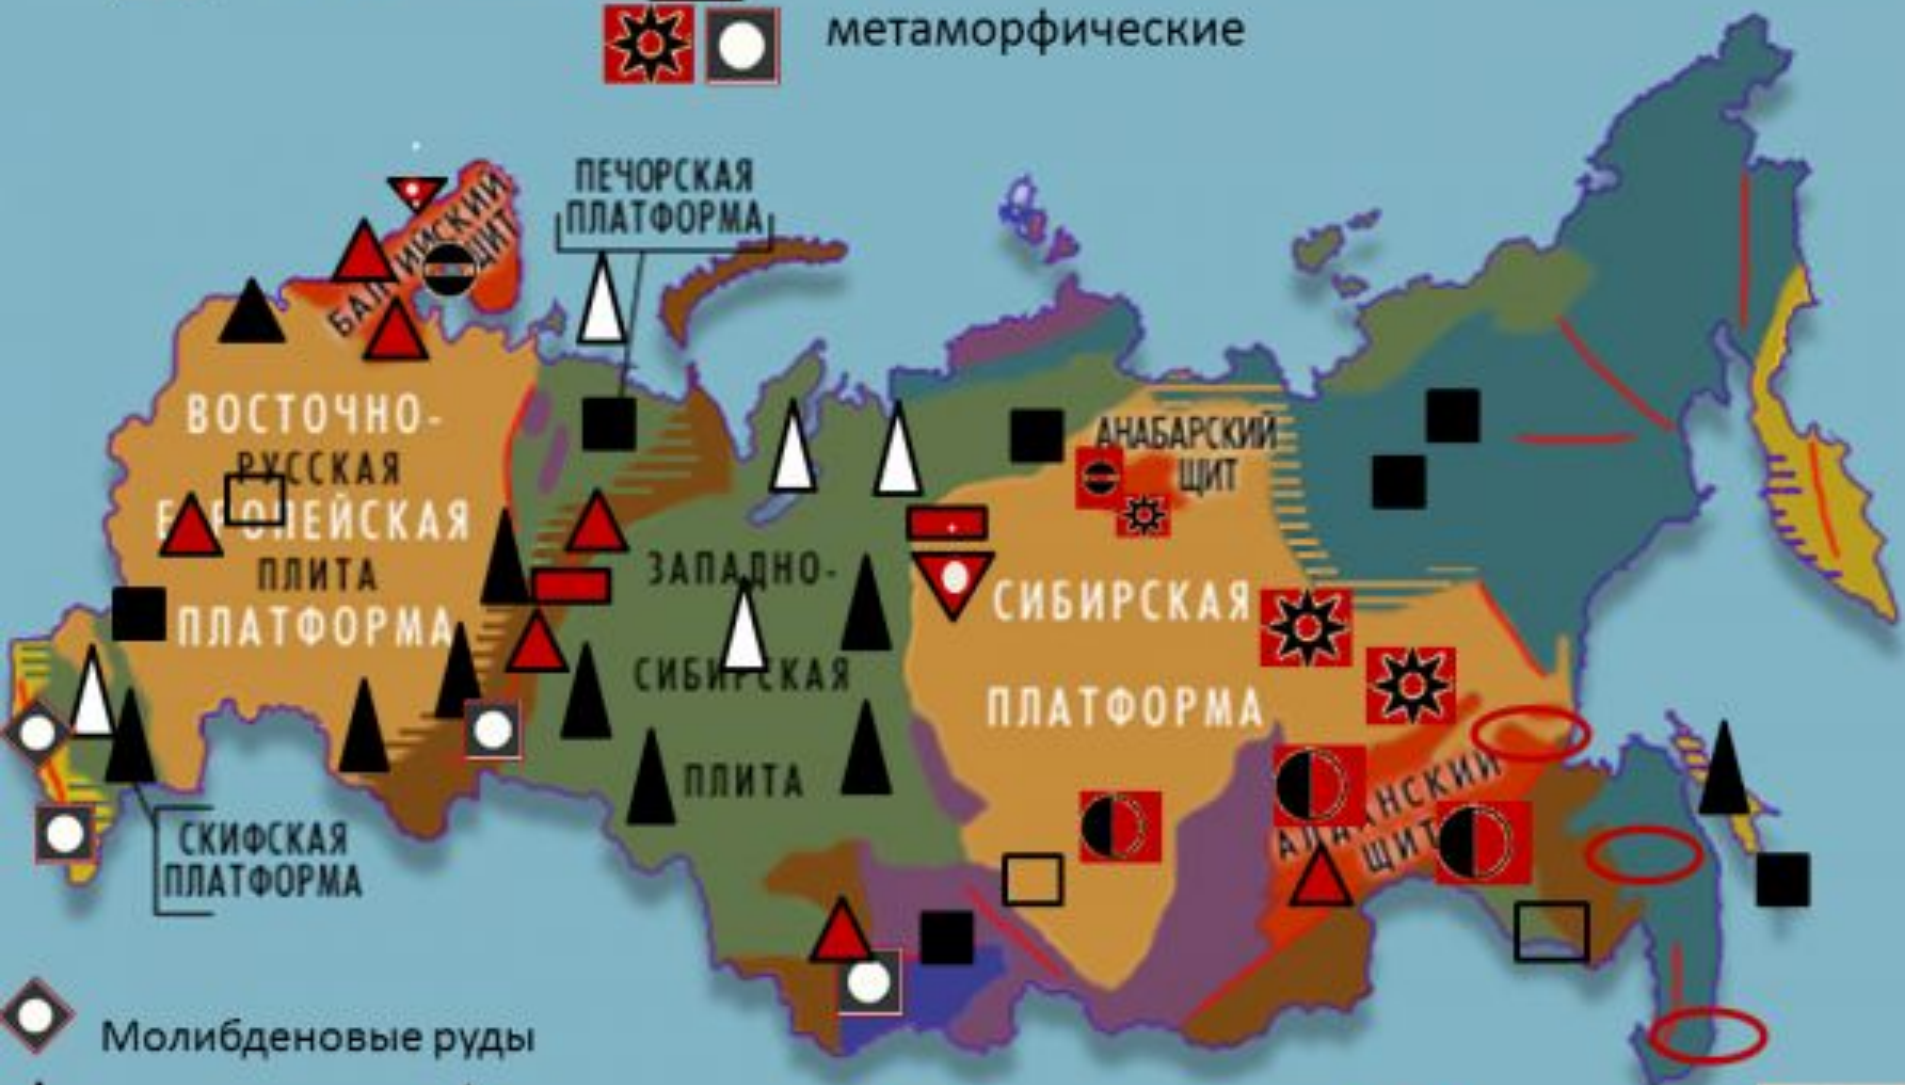 метаморфические
ПЕЧОРСКАЯ
ПЛАТФОРМА
БАЛТИЙСКИЙ
ЩИТ
ВОСТОЧНО-
РУССКАЯ
ЕВРОПЕЙСКАЯ
ПЛИТА
ПЛАТФОРМА
АНАБАРСКИЙ
ЩИТ
ЗАПАДНО-
СИБИРСКАЯ
ПЛИТА
СИБИРСКАЯ
ПЛАТФОРМА
АЛДАНСКИЙ
ЩИТ
СКИФСКАЯ
ПЛАТФОРМА
Молибденовые руды